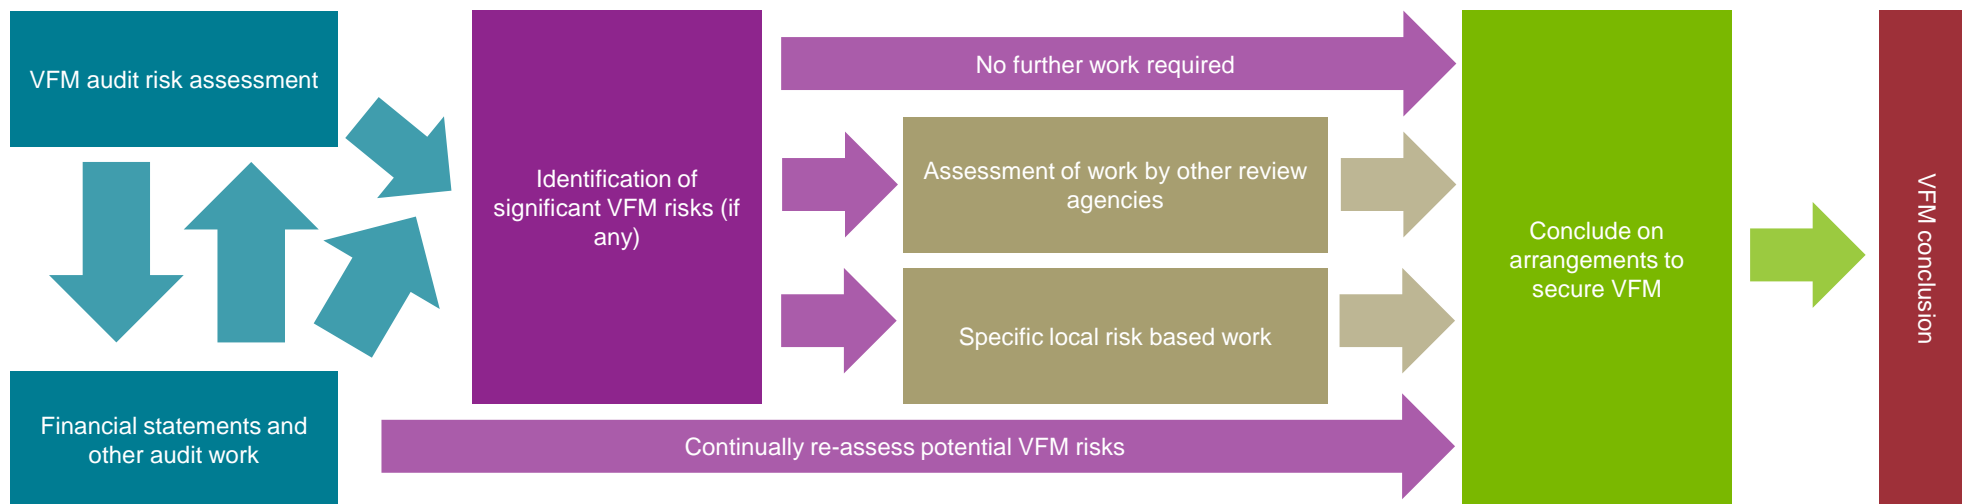 VFM audit risk assessment
Financial statements and
other audit work
Identification of
significant VFM risks (if
any)
No further work required
Assessment of work by other review
agencies
Specific local risk based work
Continually re-assess potential VFM risks
Conclude on
arrangements to
secure VFM
VFM conclusion